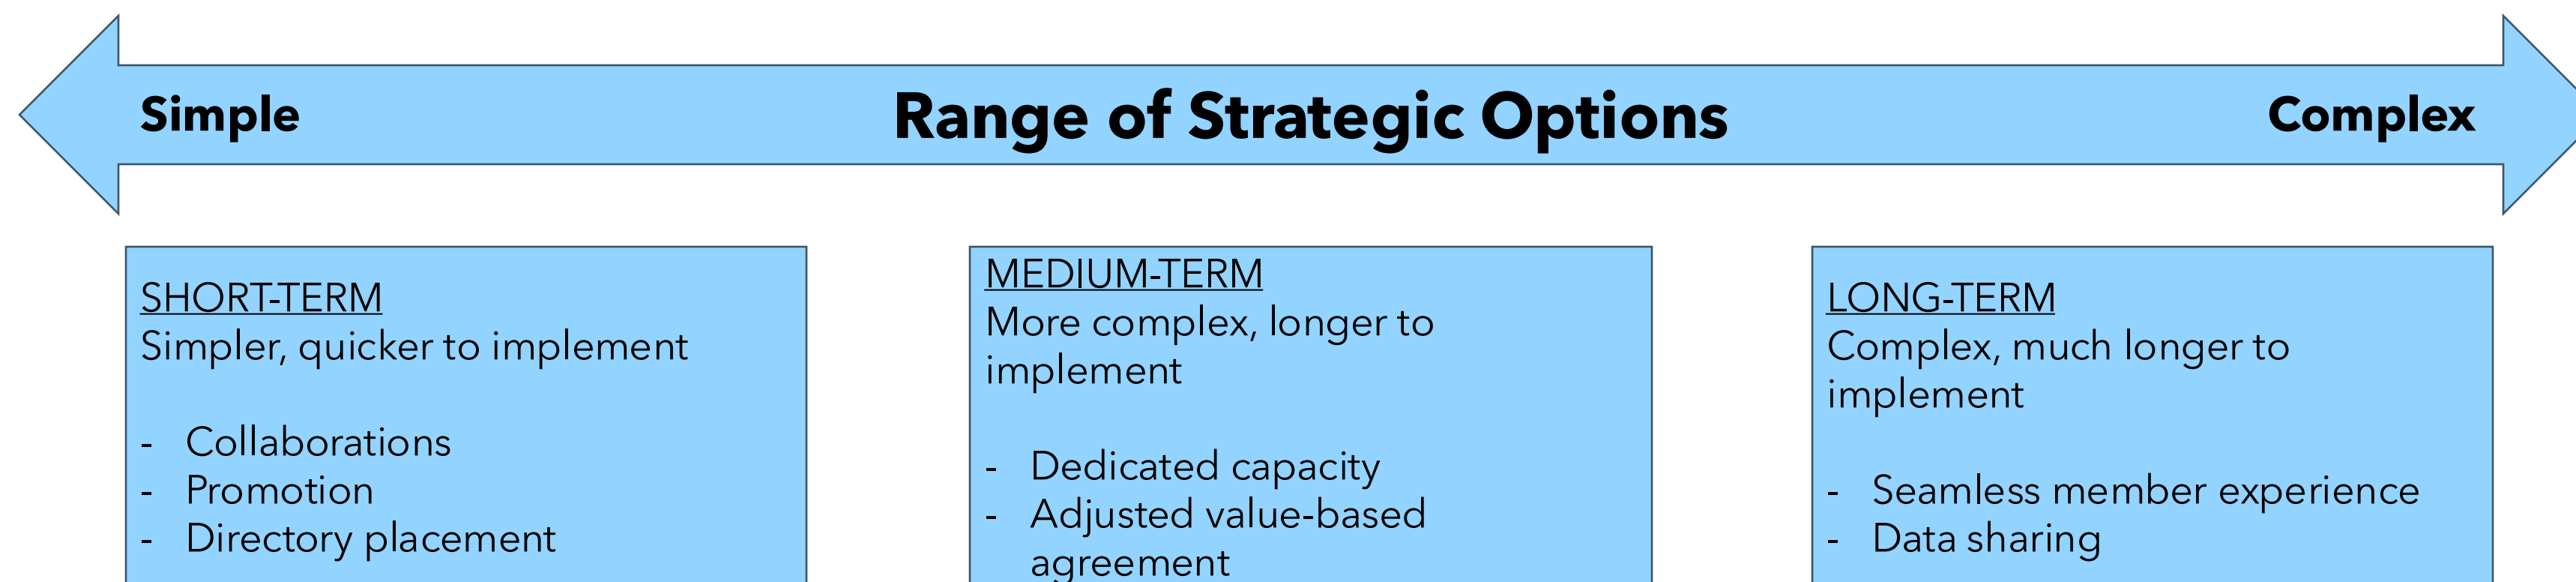 Simple
Range of Strategic Options
Complex
SHORT-TERM
Simpler, quicker to implement
- Collaborations
- Promotion
- Directory placement
MEDIUM-TERM
More complex, longer to
implement
- Dedicated capacity
- Adjusted value-based
agreement
LONG-TERM
Complex, much longer to
implement
- Seamless member experience
- Data sharing